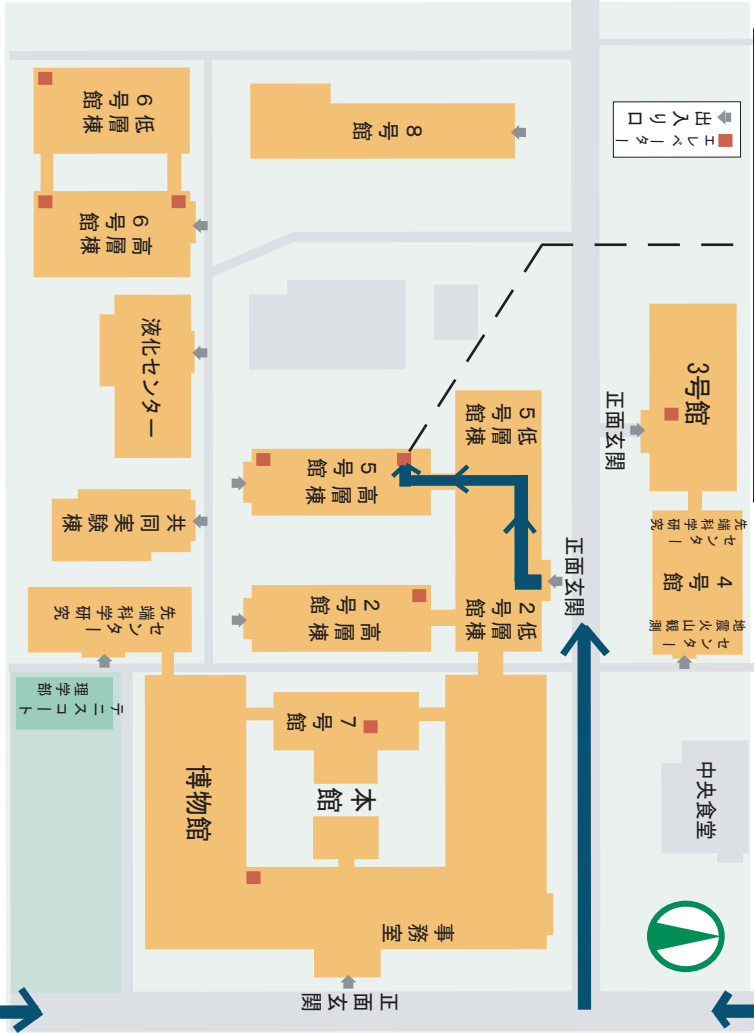 出入り口
エレベーター
6号館
低層棟
6号館
高層棟
8号館
液化センター
共同実験棟
先端科学研究
センター
5号館
高層棟
5号館
低層棟
2号館
高層棟
2号館
低層棟
正面玄関
正面玄関
3号館
先端科学研究
センター
4号館
地震火山観測
センター
中央食堂
理学部
テニスコート
7号館
本館
博物館
事務室
正面玄関